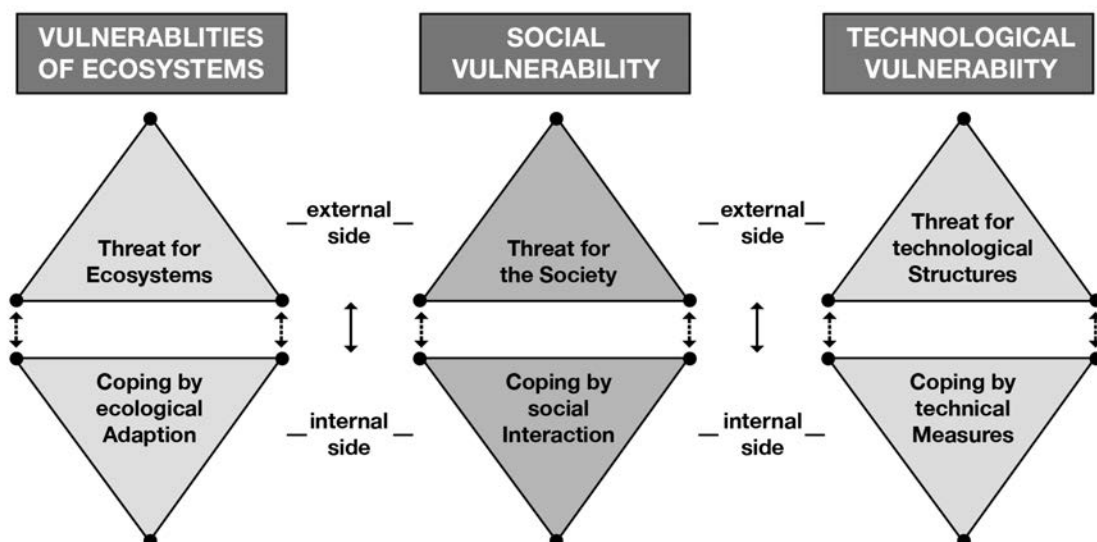 VULNERABLITIES
OF ECOSYSTEMS
SOCIAL
VULNERABILITY
TECHNOLOGICAL
VULNERABIITY
Threat for
Ecosystems
external
side
Threat for
the Society
external
side
Threat for
technological
Structures
Coping by
ecological
Adaption
internal
side
Coping by
social
Interaction
internal
side
Coping by
technical
Measures